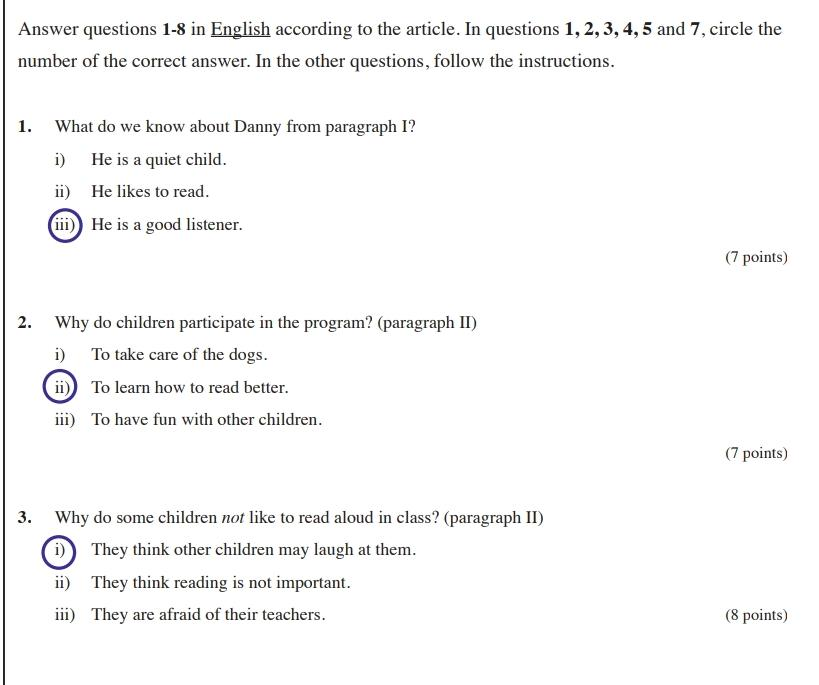 Answer questions 1-8 in English according to the article. In questions 1, 2, 3, 4, 5 and 7, circle the
number of the correct answer. In the other questions, follow the instructions.
1. What do we know about Danny from paragraph I?
i) He is a quiet child.
ii) He likes to read.
iii) He is a good listener.
(7 points)
2. Why do children participate in the program? (paragraph II)
i) To take care of the dogs.
ii) To learn how to read better.
iii) To have fun with other children.
(7 points)
3. Why do some children not like to read aloud in class? (paragraph II)
i) They think other children may laugh at them.
ii) They think reading is not important.
iii) They are afraid of their teachers. (8 points)